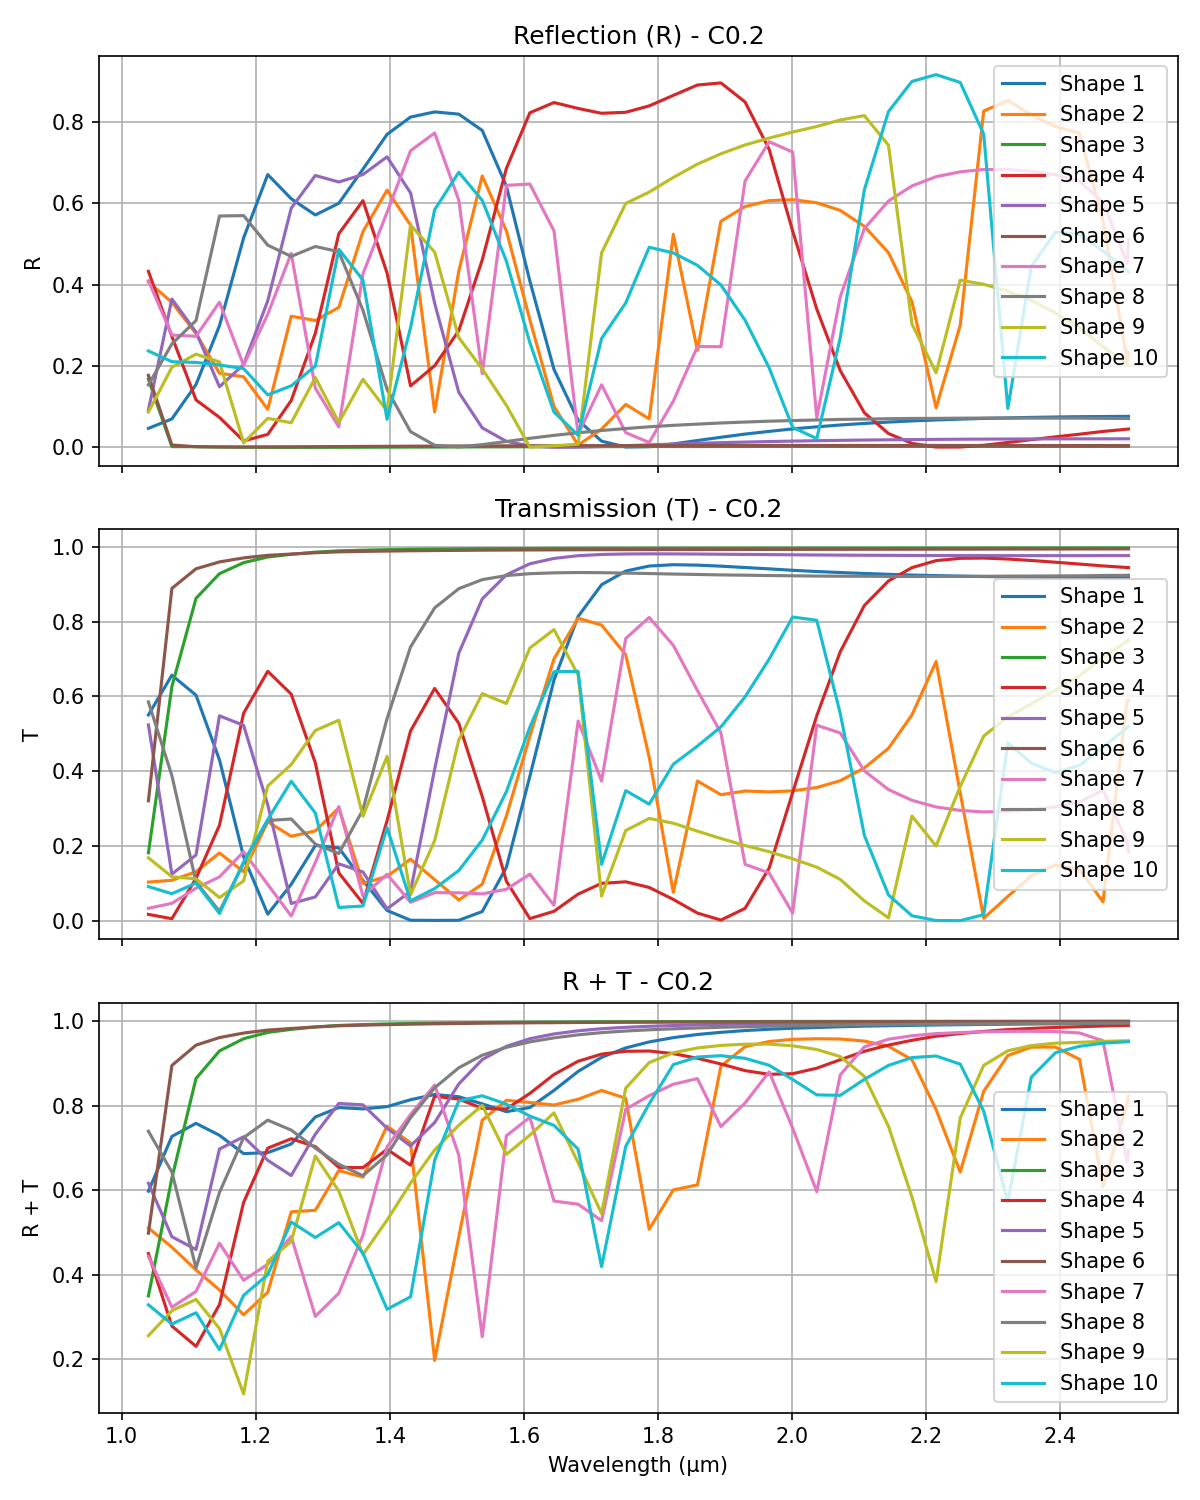 Reflection (R) - C0.2
R
0.8
0.6
0.4
0.2
0.0
Shape 1
Shape 2
Shape 3
Shape 4
Shape 5
Shape 6
Shape 7
Shape 8
Shape 9
Shape 10
Transmission (T) - C0.2
T
1.0
0.8
0.6
0.4
0.2
0.0
Shape 1
Shape 2
Shape 3
Shape 4
Shape 5
Shape 6
Shape 7
Shape 8
Shape 9
Shape 10
R + T - C0.2
R + T
1.0
0.8
0.6
0.4
0.2
Shape 1
Shape 2
Shape 3
Shape 4
Shape 5
Shape 6
Shape 7
Shape 8
Shape 9
Shape 10
1.0 1.2 1.4 1.6 1.8 2.0 2.2 2.4
Wavelength (μm)